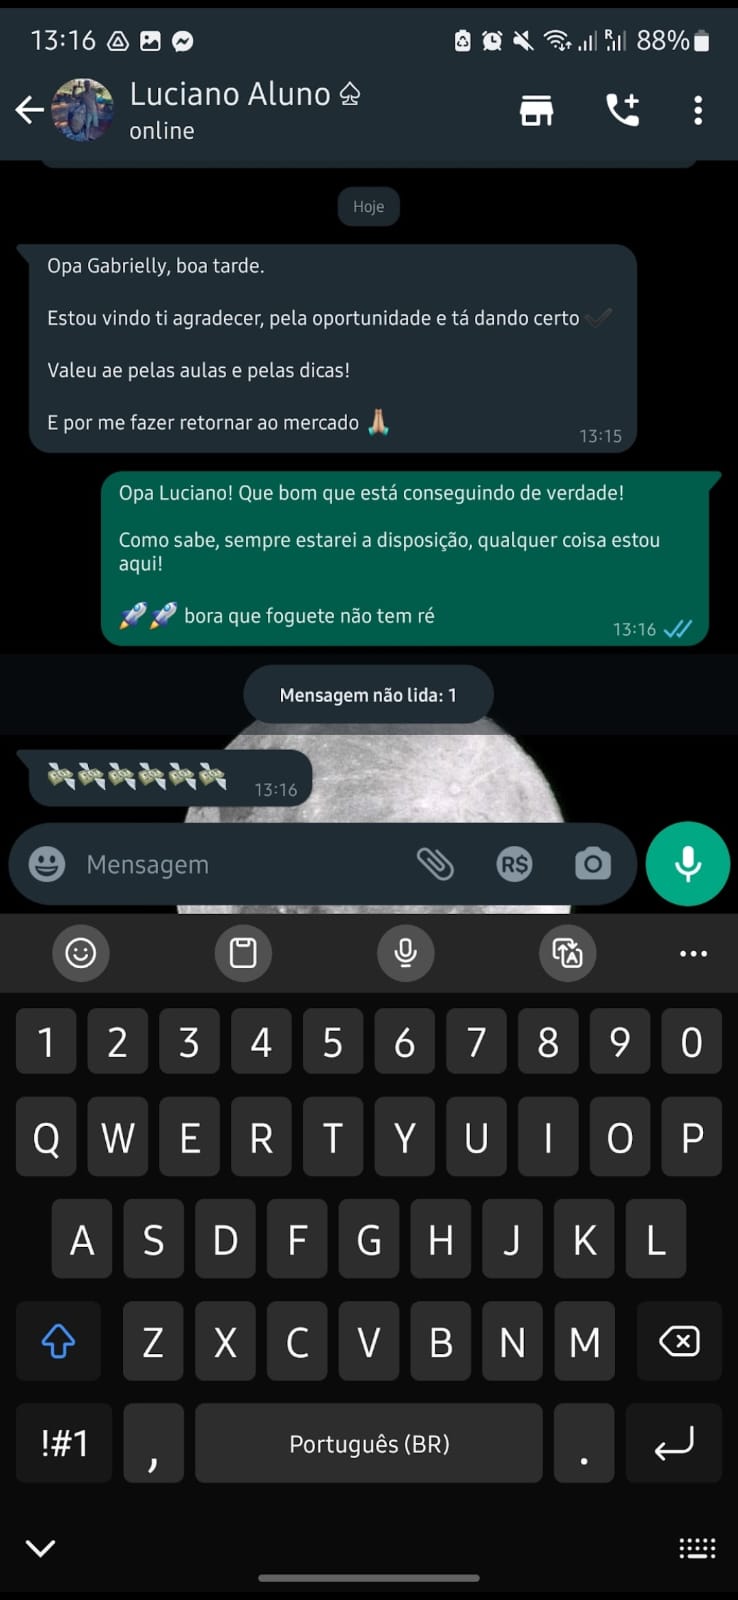 13:16
88%
Luciano Aluno
online
Hoje
Opa Gabrielly, boa tarde.
Estou vindo ti agradecer, pela oportunidade e tá dando certo
Valeu ae pelas aulas e pelas dicas!
E por me fazer retornar ao mercado
13:15
Opa Luciano! Que bom que está conseguindo de verdade!
Como sabe, sempre estarei a disposição, qualquer coisa estou
aqui!
bora que foguete não tem ré
13:16
Mensagem não lida: 1
13:16
Mensagem
R$
1 2 3 4 5 6 7 8 9 0
Q W E R T Y U I O P
A S D F G H J K L
Z X C V B N M
!#1 , Português (BR) .